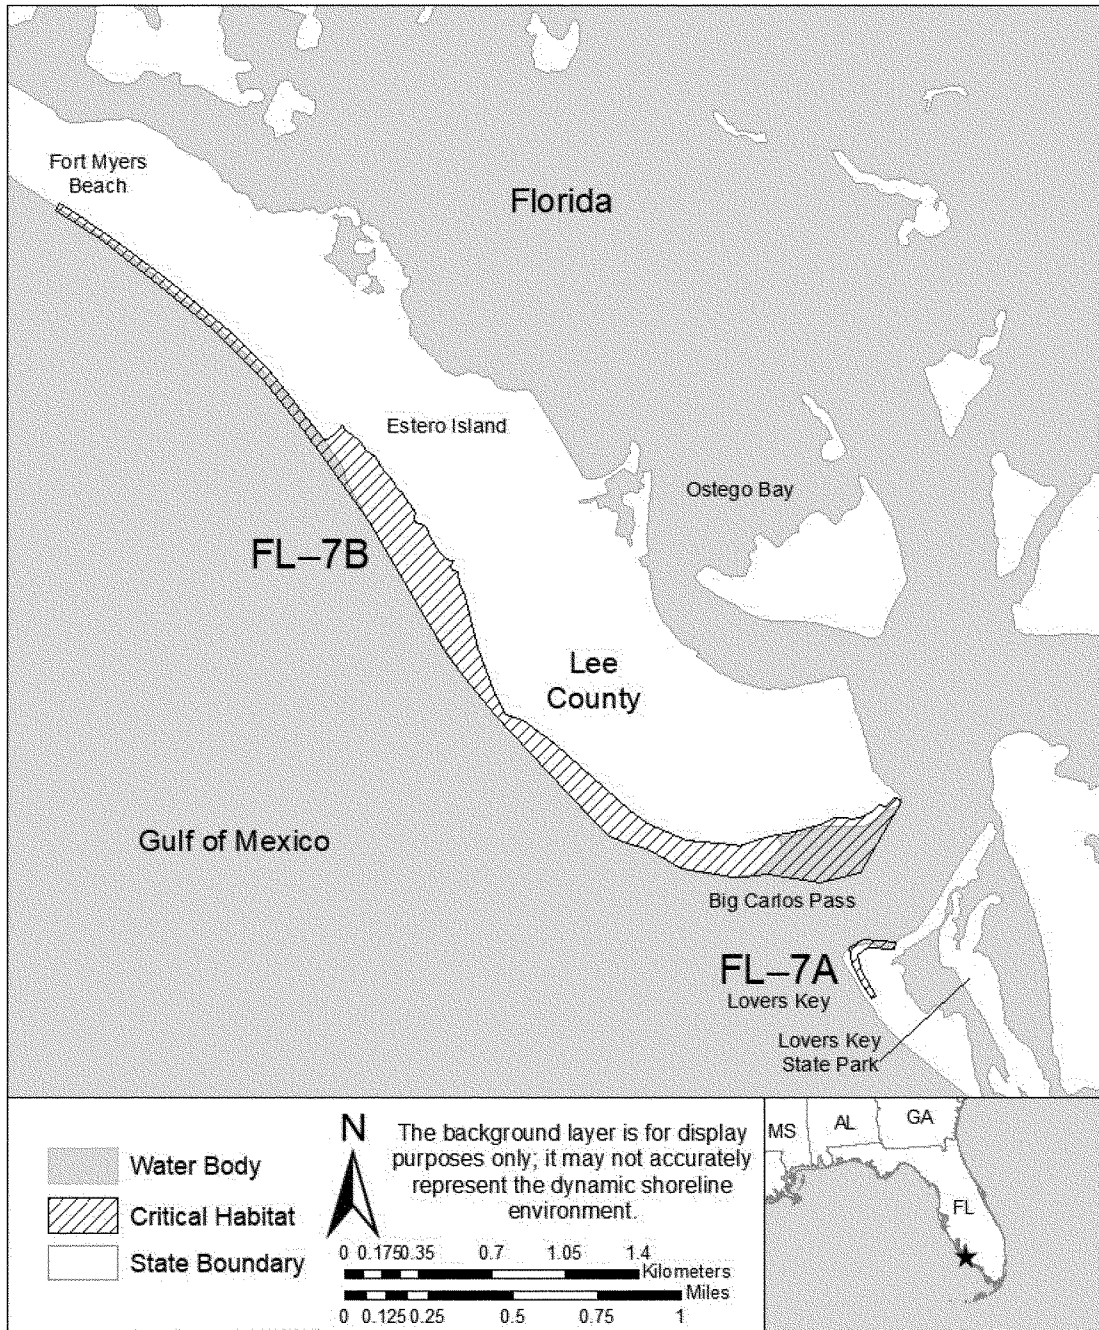 Fort Myers
Beach
Florida
Estero Island
Ostego Bay
FL–7B
Lee
County
Gulf of Mexico
Big Carlos Pass
FL–7A
Lovers Key
Lovers Key
State Park
Water Body
Critical Habitat
State Boundary
N
The background layer is for display
purposes only; it may not accurately
represent the dynamic shoreline
environment.
0 0.175 0.35 0.7 1.05 1.4
Kilometers
Miles
0 0.125 0.25 0.5 0.75 1
MS AL GA
FL